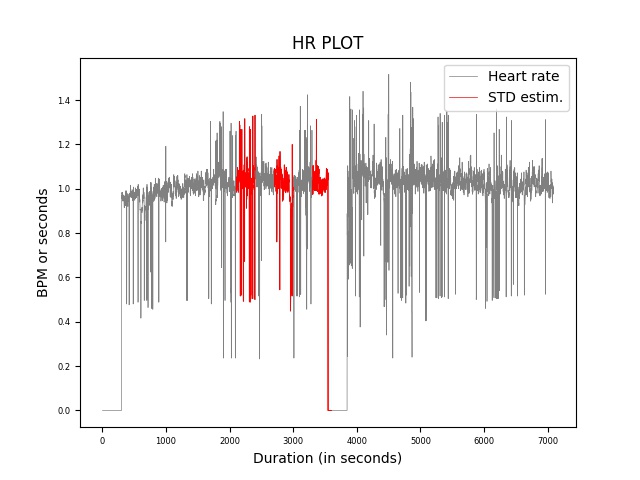 HR PLOT
Heart rate
STD estim.
BPM or seconds
1.4
1.2
1.0
0.8
0.6
0.4
0.2
0.0
0 1000 2000 3000 4000 5000 6000 7000
Duration (in seconds)